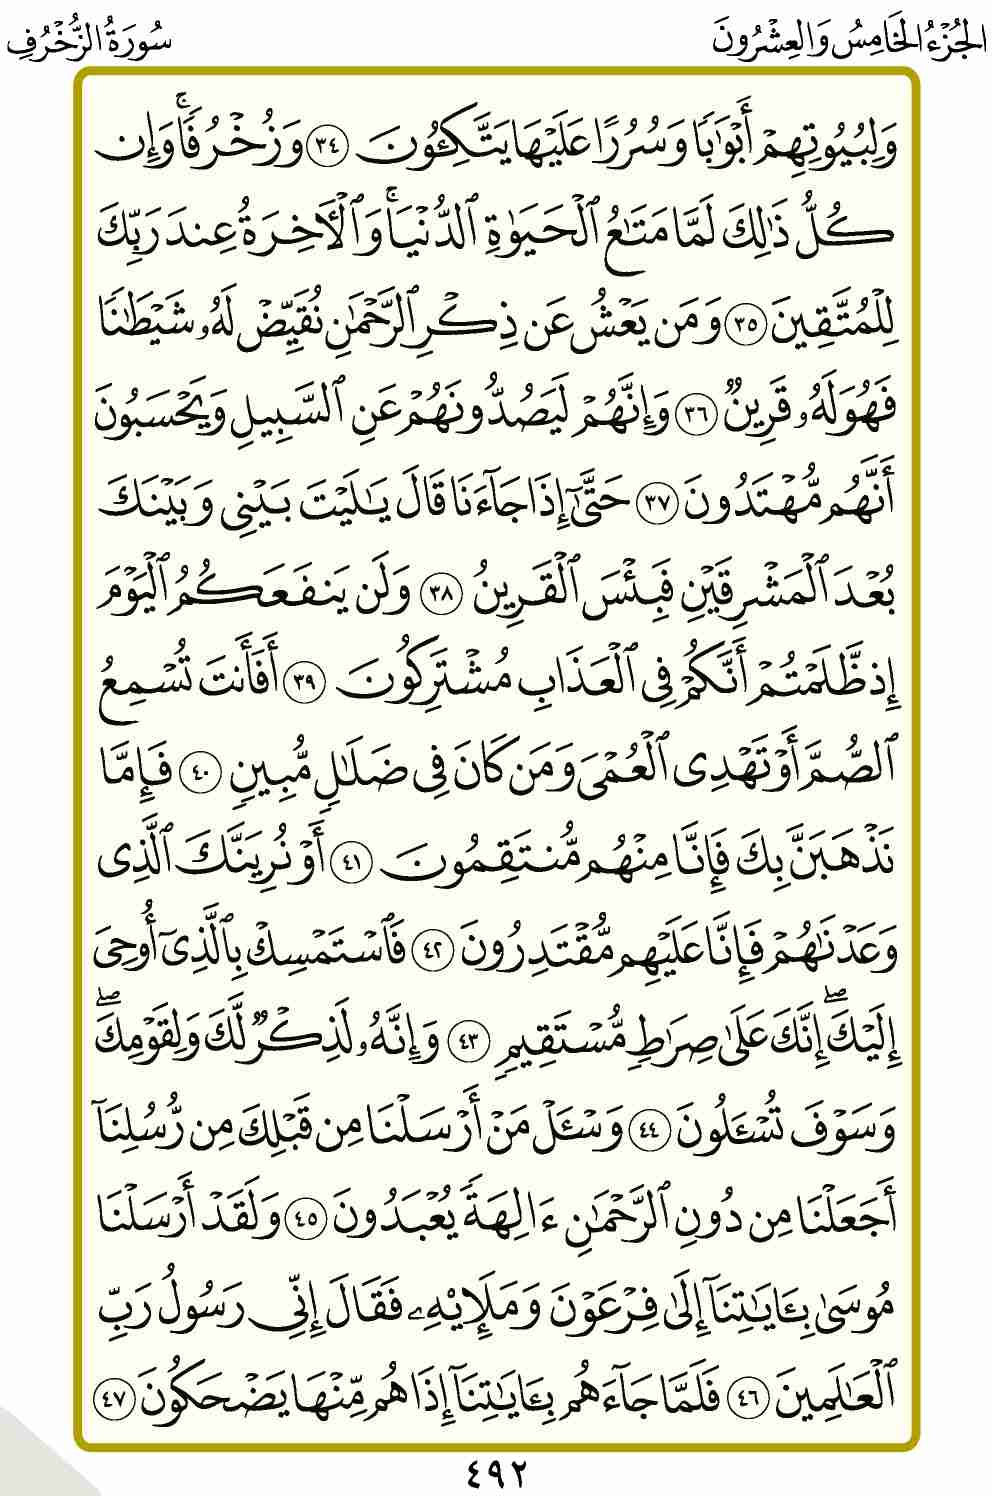 الجُزْءُ الخَامِسُ وَالعِشْرُونَ
سُورَةُ الزُّخْرُفِ
وَلِبُيُوتِهِمْ أَبْوَٰبًا وَسُرُرًا عَلَيْهَا يَتَّكِـُٔونَ ٣٤ وَزُخْرُفًا ۚ وَإِن
كُلُّ ذَٰلِكَ لَمَّا مَتَٰعُ ٱلْحَيَوٰةِ ٱلدُّنْيَا ۚ وَٱلْـَٔاخِرَةُ عِندَ رَبِّكَ
لِلْمُتَّقِينَ ٣٥ وَمَن يَعْشُ عَن ذِكْرِ ٱلرَّحْمَٰنِ نُقَيِّضْ لَهُۥ شَيْطَٰنًا
فَهُوَ لَهُۥ قَرِينٌ ٣٦ وَإِنَّهُمْ لَيَصُدُّونَهُمْ عَنِ ٱلسَّبِيلِ وَيَحْسَبُونَ
أَنَّهُم مُّهْتَدُونَ ٣٧ حَتَّىٰٓ إِذَا جَآءَنَا قَالَ يَٰلَيْتَ بَيْنِى وَبَيْنَكَ
بُعْدَ ٱلْمَشْرِقَيْنِ فَبِئْسَ ٱلْقَرِينُ ٣٨ وَلَن يَنفَعَكُمُ ٱلْيَوْمَ
إِذ ظَّلَمْتُمْ أَنَّكُمْ فِى ٱلْعَذَابِ مُشْتَرِكُونَ ٣٩ أَفَأَنتَ تُسْمِعُ
ٱلصُّمَّ أَوْ تَهْدِى ٱلْعُمْىَ وَمَن كَانَ فِى ضَلَٰلٍ مُّبِينٍ ٤٠ فَإِمَّا
نَذْهَبَنَّ بِكَ فَإِنَّا مِنْهُم مُّنتَقِمُونَ ٤١ أَوْ نُرِيَنَّكَ ٱلَّذِى
وَعَدْنَٰهُمْ فَإِنَّا عَلَيْهِم مُّقْتَدِرُونَ ٤٢ فَٱسْتَمْسِكْ بِٱلَّذِىٓ أُوحِىَ
إِلَيْكَ ۖ إِنَّكَ عَلَىٰ صِرَٰطٍ مُّسْتَقِيمٍ ٤٣ وَإِنَّهُۥ لَذِكْرٌ لَّكَ وَلِقَوْمِكَ ۖ
وَسَوْفَ تُسْـَٔلُونَ ٤٤ وَسْـَٔلْ مَنْ أَرْسَلْنَا مِن قَبْلِكَ مِن رُّسُلِنَآ
أَجَعَلْنَا مِن دُونِ ٱلرَّحْمَٰنِ ءَالِهَةً يُعْبَدُونَ ٤٥ وَلَقَدْ أَرْسَلْنَا
مُوسَىٰ بِـَٔايَٰتِنَآ إِلَىٰ فِرْعَوْنَ وَمَلَإِي۟هِۦ فَقَالَ إِنِّى رَسُولُ رَبِّ
ٱلْعَٰلَمِينَ ٤٦ فَلَمَّا جَآءَهُم بِـَٔايَٰتِنَآ إِذَا هُم مِّنْهَا يَضْحَكُونَ ٤٧
٤٩٢